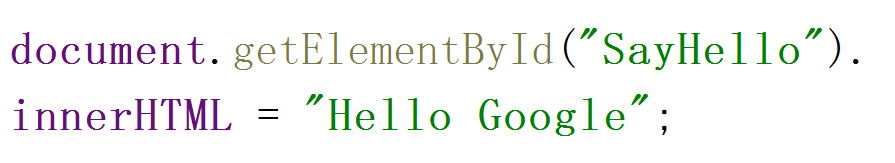 document.getElementById("SayHello").
innerHTML = "Hello Google";